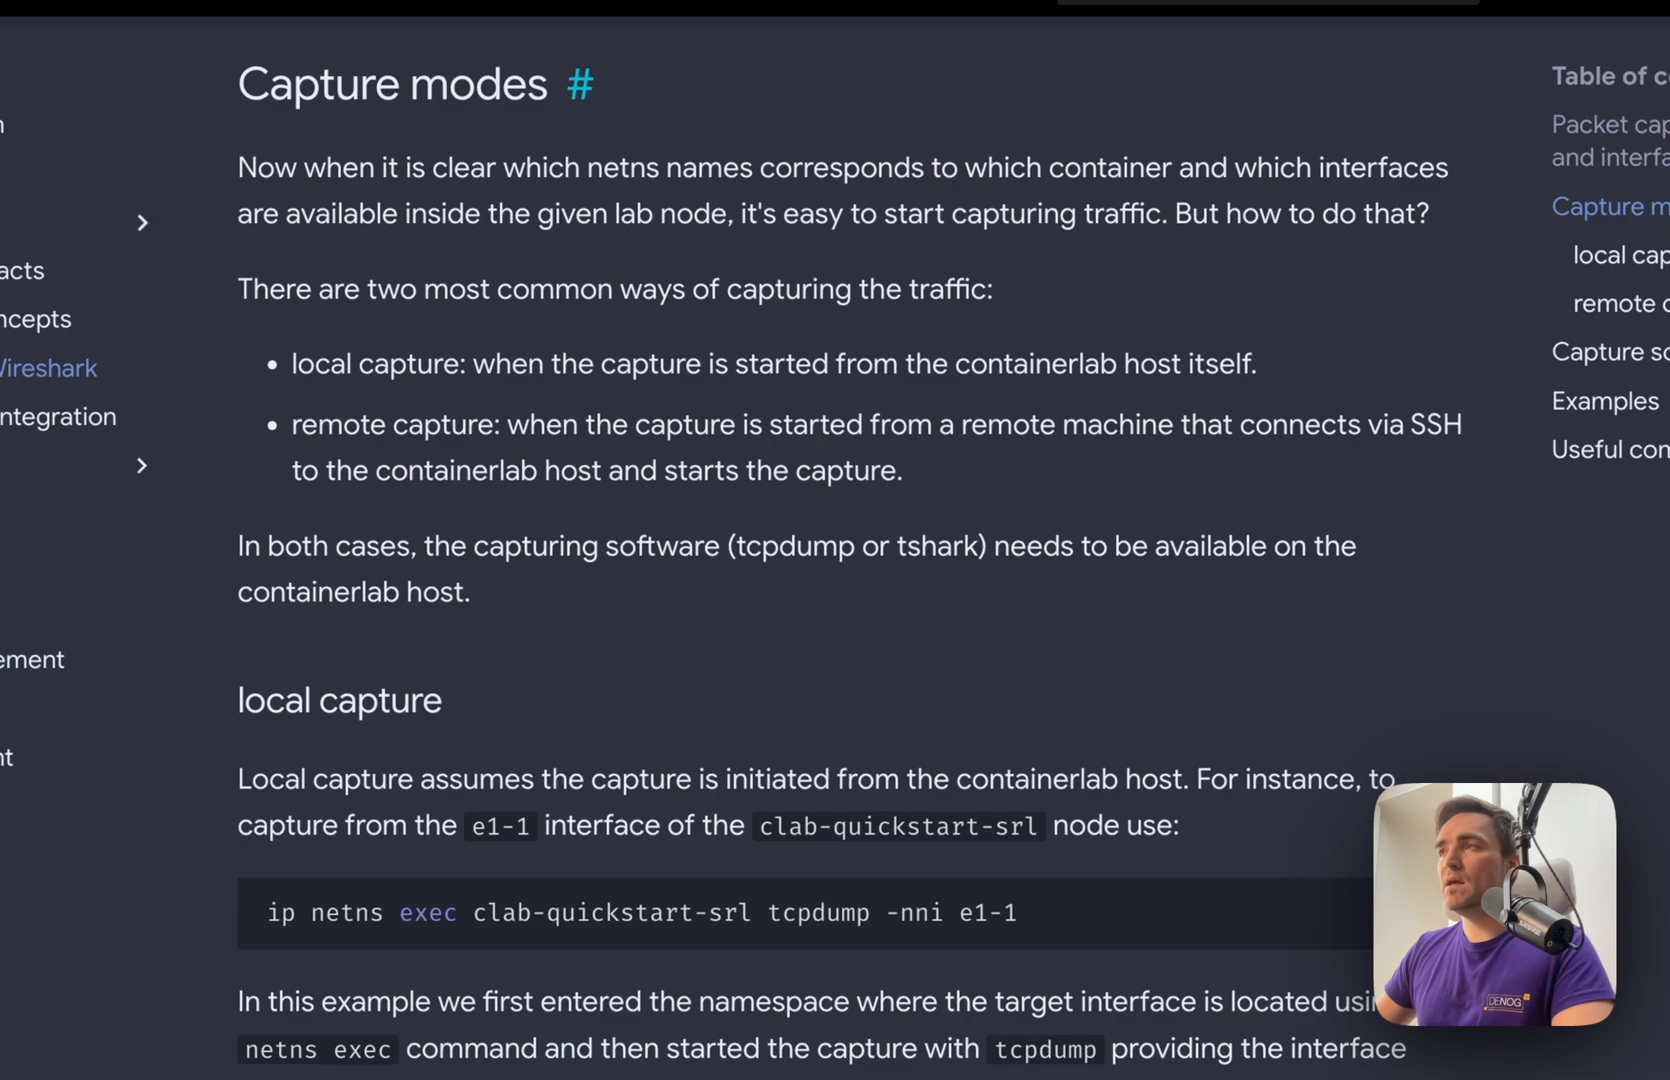 Capture modes #
Now when it is clear which netns names corresponds to which container and which interfaces
are available inside the given lab node, it's easy to start capturing traffic. But how to do that?
There are two most common ways of capturing the traffic:
• local capture: when the capture is started from the containerlab host itself.
• remote capture: when the capture is started from a remote machine that connects via SSH
to the containerlab host and starts the capture.
In both cases, the capturing software (tcpdump or tshark) needs to be available on the
containerlab host.
local capture
Local capture assumes the capture is initiated from the containerlab host. For instance, to
capture from the e1-1 interface of the clab-quickstart-srl node use:
ip netns exec clab-quickstart-srl tcpdump -nni e1-1
In this example we first entered the namespace where the target interface is located usi
netns exec command and then started the capture with tcpdump providing the interface
acts
ncepts
Wireshark
ntegration
ement
nt
Table of c
Packet cap
and interfa
Capture m
local cap
remote c
Capture so
Examples
Useful com
DENOG